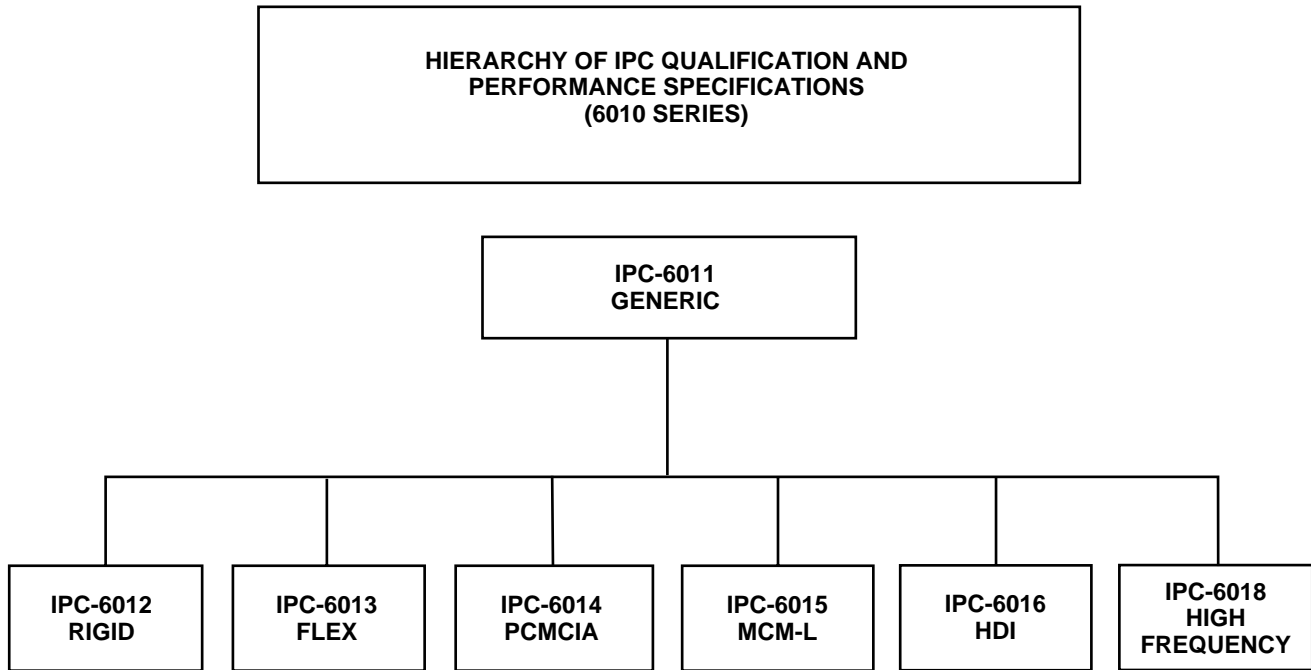 HIERARCHY OF IPC QUALIFICATION AND
PERFORMANCE SPECIFICATIONS
(6010 SERIES)
IPC-6011
GENERIC
IPC-6012
RIGID
IPC-6013
FLEX
IPC-6014
PCMCIA
IPC-6015
MCM-L
IPC-6016
HDI
IPC-6018
HIGH
FREQUENCY